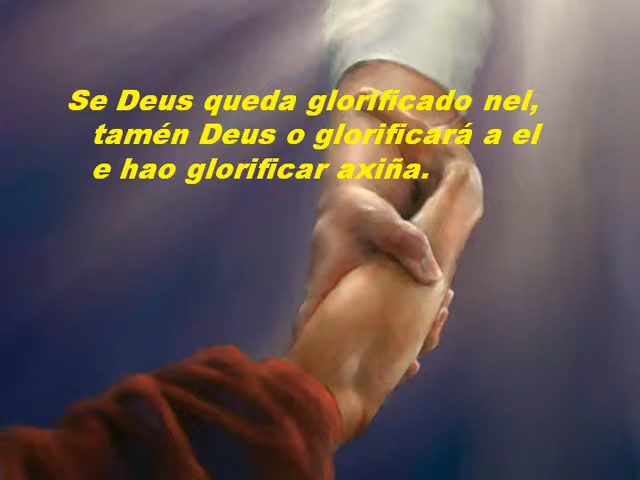 Se Deus queda glorificado nel,
tamén Deus o glorificará a el
e hao glorificar axiña.